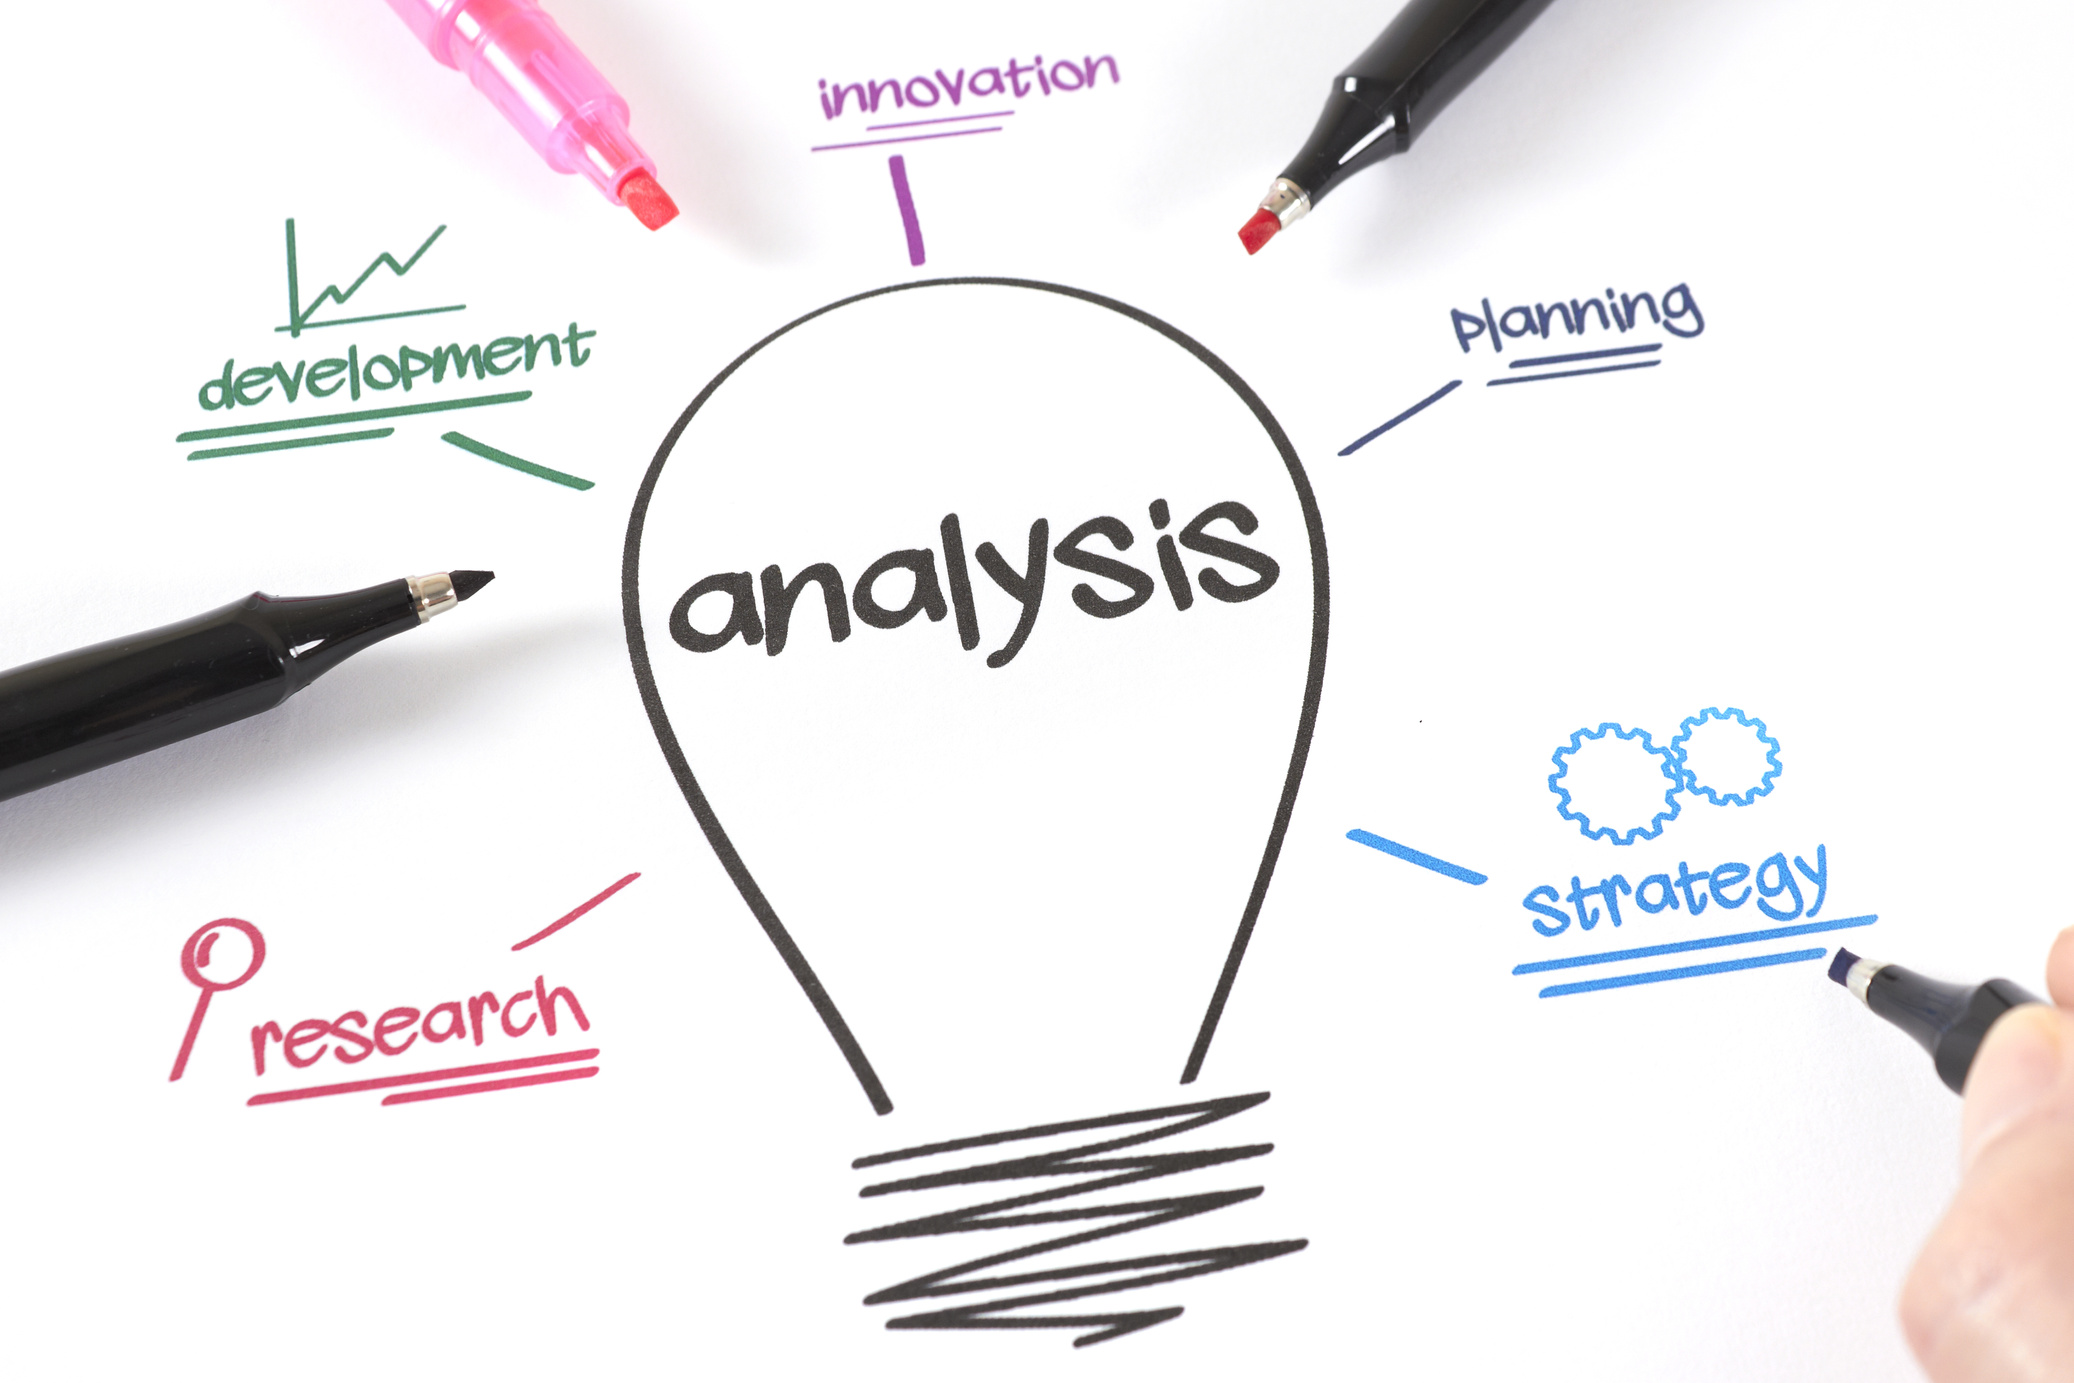 innovation
development
planning
analysis
strategy
research